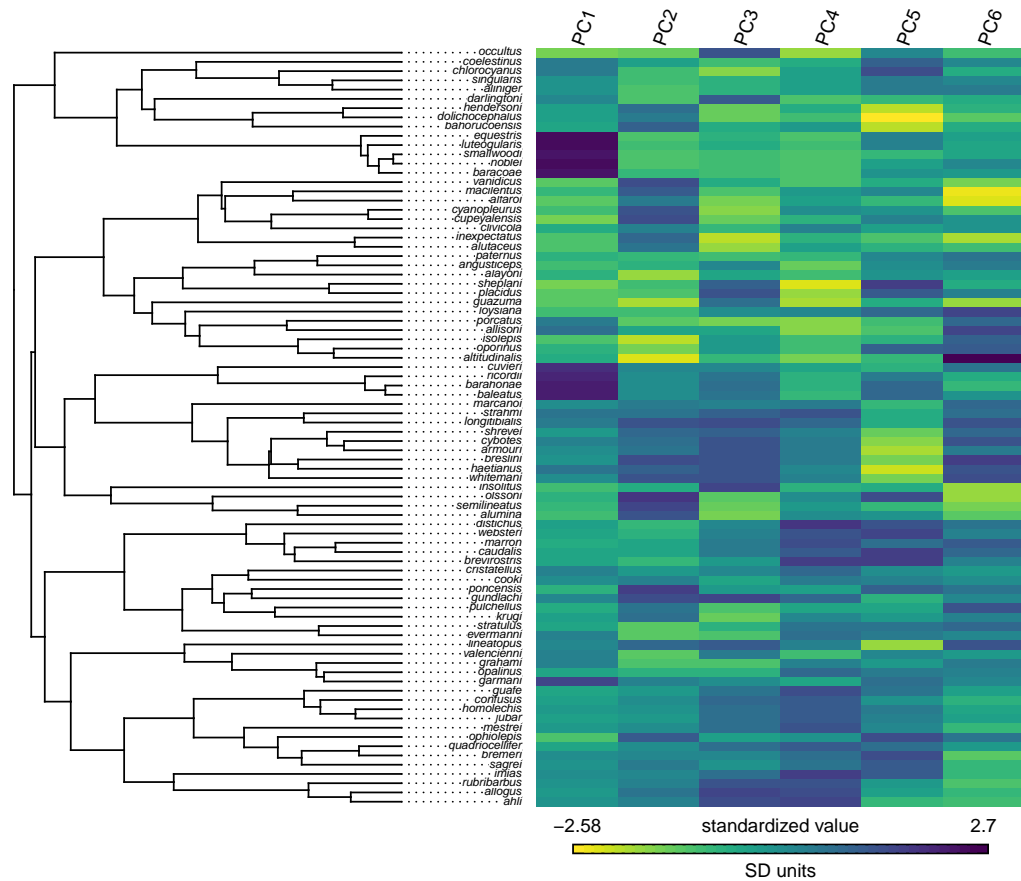 PC1 PC2 PC3 PC4 PC5 PC6
occultus
coelestinus
chlorocyanus
singularis
aliniger
darlingtoni
hendersoni
dolichocephalus
bahorucoensis
equestris
luteogularis
smallwoodi
noblei
baracoae
vanidicus
macilentus
alfaroi
cyanopleurus
cupeyalensis
clivicola
inexpectatus
alutaceus
paternus
angusticeps
alayoni
sheplani
placidus
guazuma
loysiana
porcatus
allisoni
isolepis
oporinus
altitudinalis
cuvieri
ricordii
barahonae
baleatus
marcanoi
strahmi
longitibialis
shrevei
cybotes
armouri
breslini
haetianus
whitemani
insolitus
olssoni
semilineatus
alumina
distichus
websteri
marron
caudalis
brevirostris
cristatellus
cooki
poncensis
gundlachi
pulchellus
krugi
stratulus
evermanni
lineatopus
valencienni
grahami
opalinus
garmani
guafe
confusus
homolechis
jubar
mestrei
ophiolepis
quadriocellifer
bremeri
sagrei
imias
rubribarbus
allogus
ahli
−2.58 standardized value 2.7
SD units